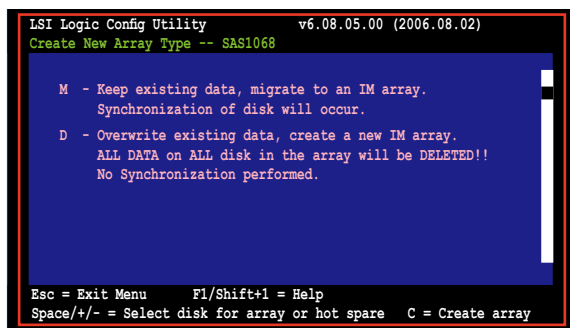 LSI Logic Config Utility v6.08.05.00 (2006.08.02)
Create New Array Type -- SAS1068
M - Keep existing data, migrate to an IM array.
Synchronization of disk will occur.
D - Overwrite existing data, create a new IM array.
ALL DATA on ALL disk in the array will be DELETED!!
No Synchronization performed.
Esc = Exit Menu F1/Shift+1 = Help
Space/+/- = Select disk for array or hot spare C = Create array